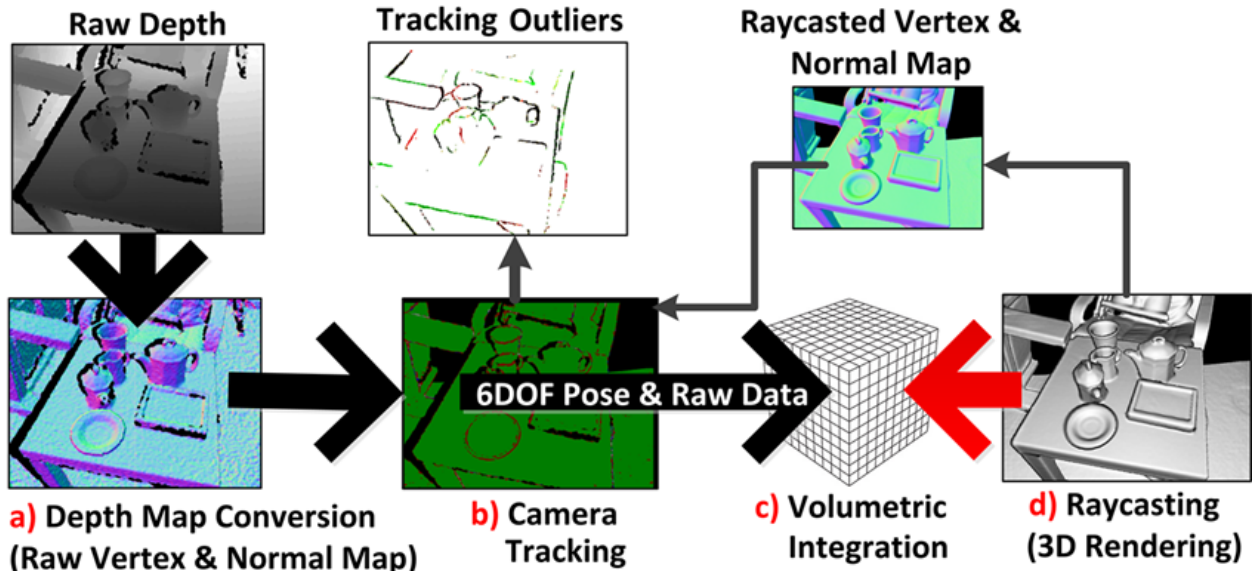 Raw Depth
Tracking Outliers
Raycasted Vertex &
Normal Map
6DOF Pose & Raw Data
a) Depth Map Conversion
(Raw Vertex & Normal Map)
b) Camera
Tracking
c) Volumetric
Integration
d) Raycasting
(3D Rendering)